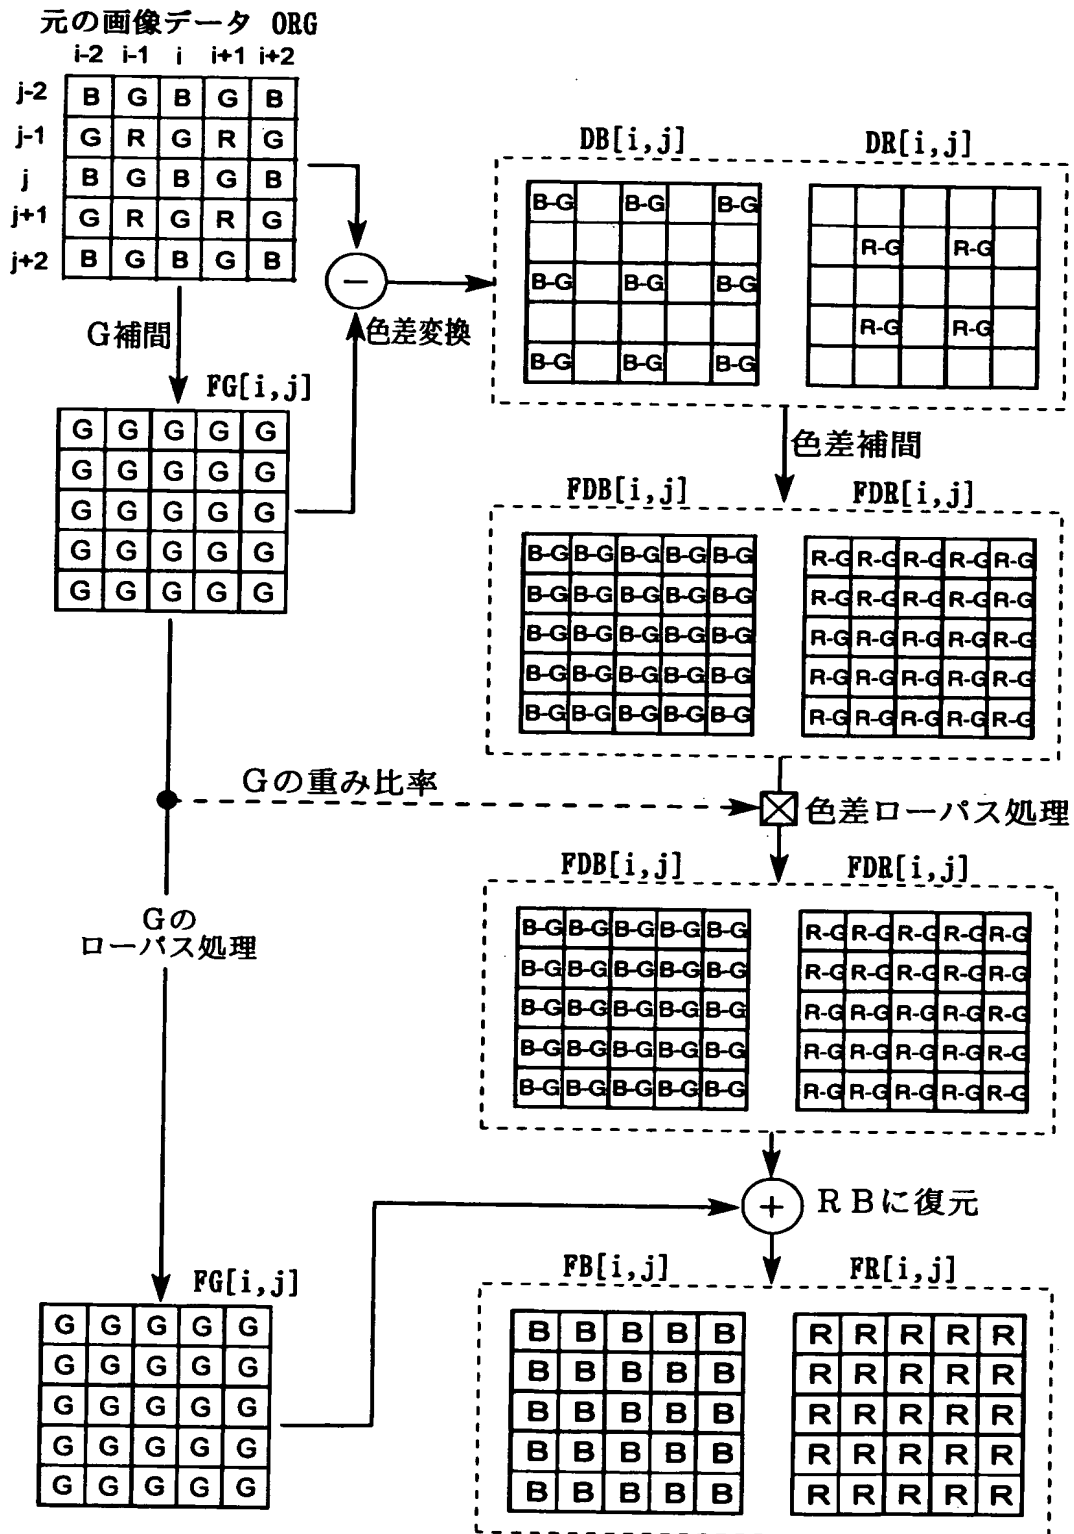 元の画像データ ORG
i-2 i-1 i i+1 i+2
j-2 B G B G B
j-1 G R G R G
j B G B G B
j+1 G R G R G
j+2 B G B G B
G補間
FG[i,j]
G G G G G
G G G G G
G G G G G
G G G G G
G G G G G
−
色差変換
DB[i,j] DR[i,j]
B-G B-G B-G
R-G R-G
B-G B-G B-G
R-G R-G
B-G B-G B-G
色差補間
FDB[i,j] FDR[i,j]
B-G B-G B-G B-G B-G R-G R-G R-G R-G R-G
B-G B-G B-G B-G B-G R-G R-G R-G R-G R-G
B-G B-G B-G B-G B-G R-G R-G R-G R-G R-G
B-G B-G B-G B-G B-G R-G R-G R-G R-G R-G
B-G B-G B-G B-G B-G R-G R-G R-G R-G R-G
Gの重み比率
色差ローパス処理
FDB[i,j] FDR[i,j]
B-G B-G B-G B-G B-G R-G R-G R-G R-G R-G
B-G B-G B-G B-G B-G R-G R-G R-G R-G R-G
B-G B-G B-G B-G B-G R-G R-G R-G R-G R-G
B-G B-G B-G B-G B-G R-G R-G R-G R-G R-G
B-G B-G B-G B-G B-G R-G R-G R-G R-G R-G
Gの
ローパス処理
+
RBに復元
FG[i,j]
G G G G G
G G G G G
G G G G G
G G G G G
G G G G G
FB[i,j] FR[i,j]
B B B B B R R R R R
B B B B B R R R R R
B B B B B R R R R R
B B B B B R R R R R
B B B B B R R R R R